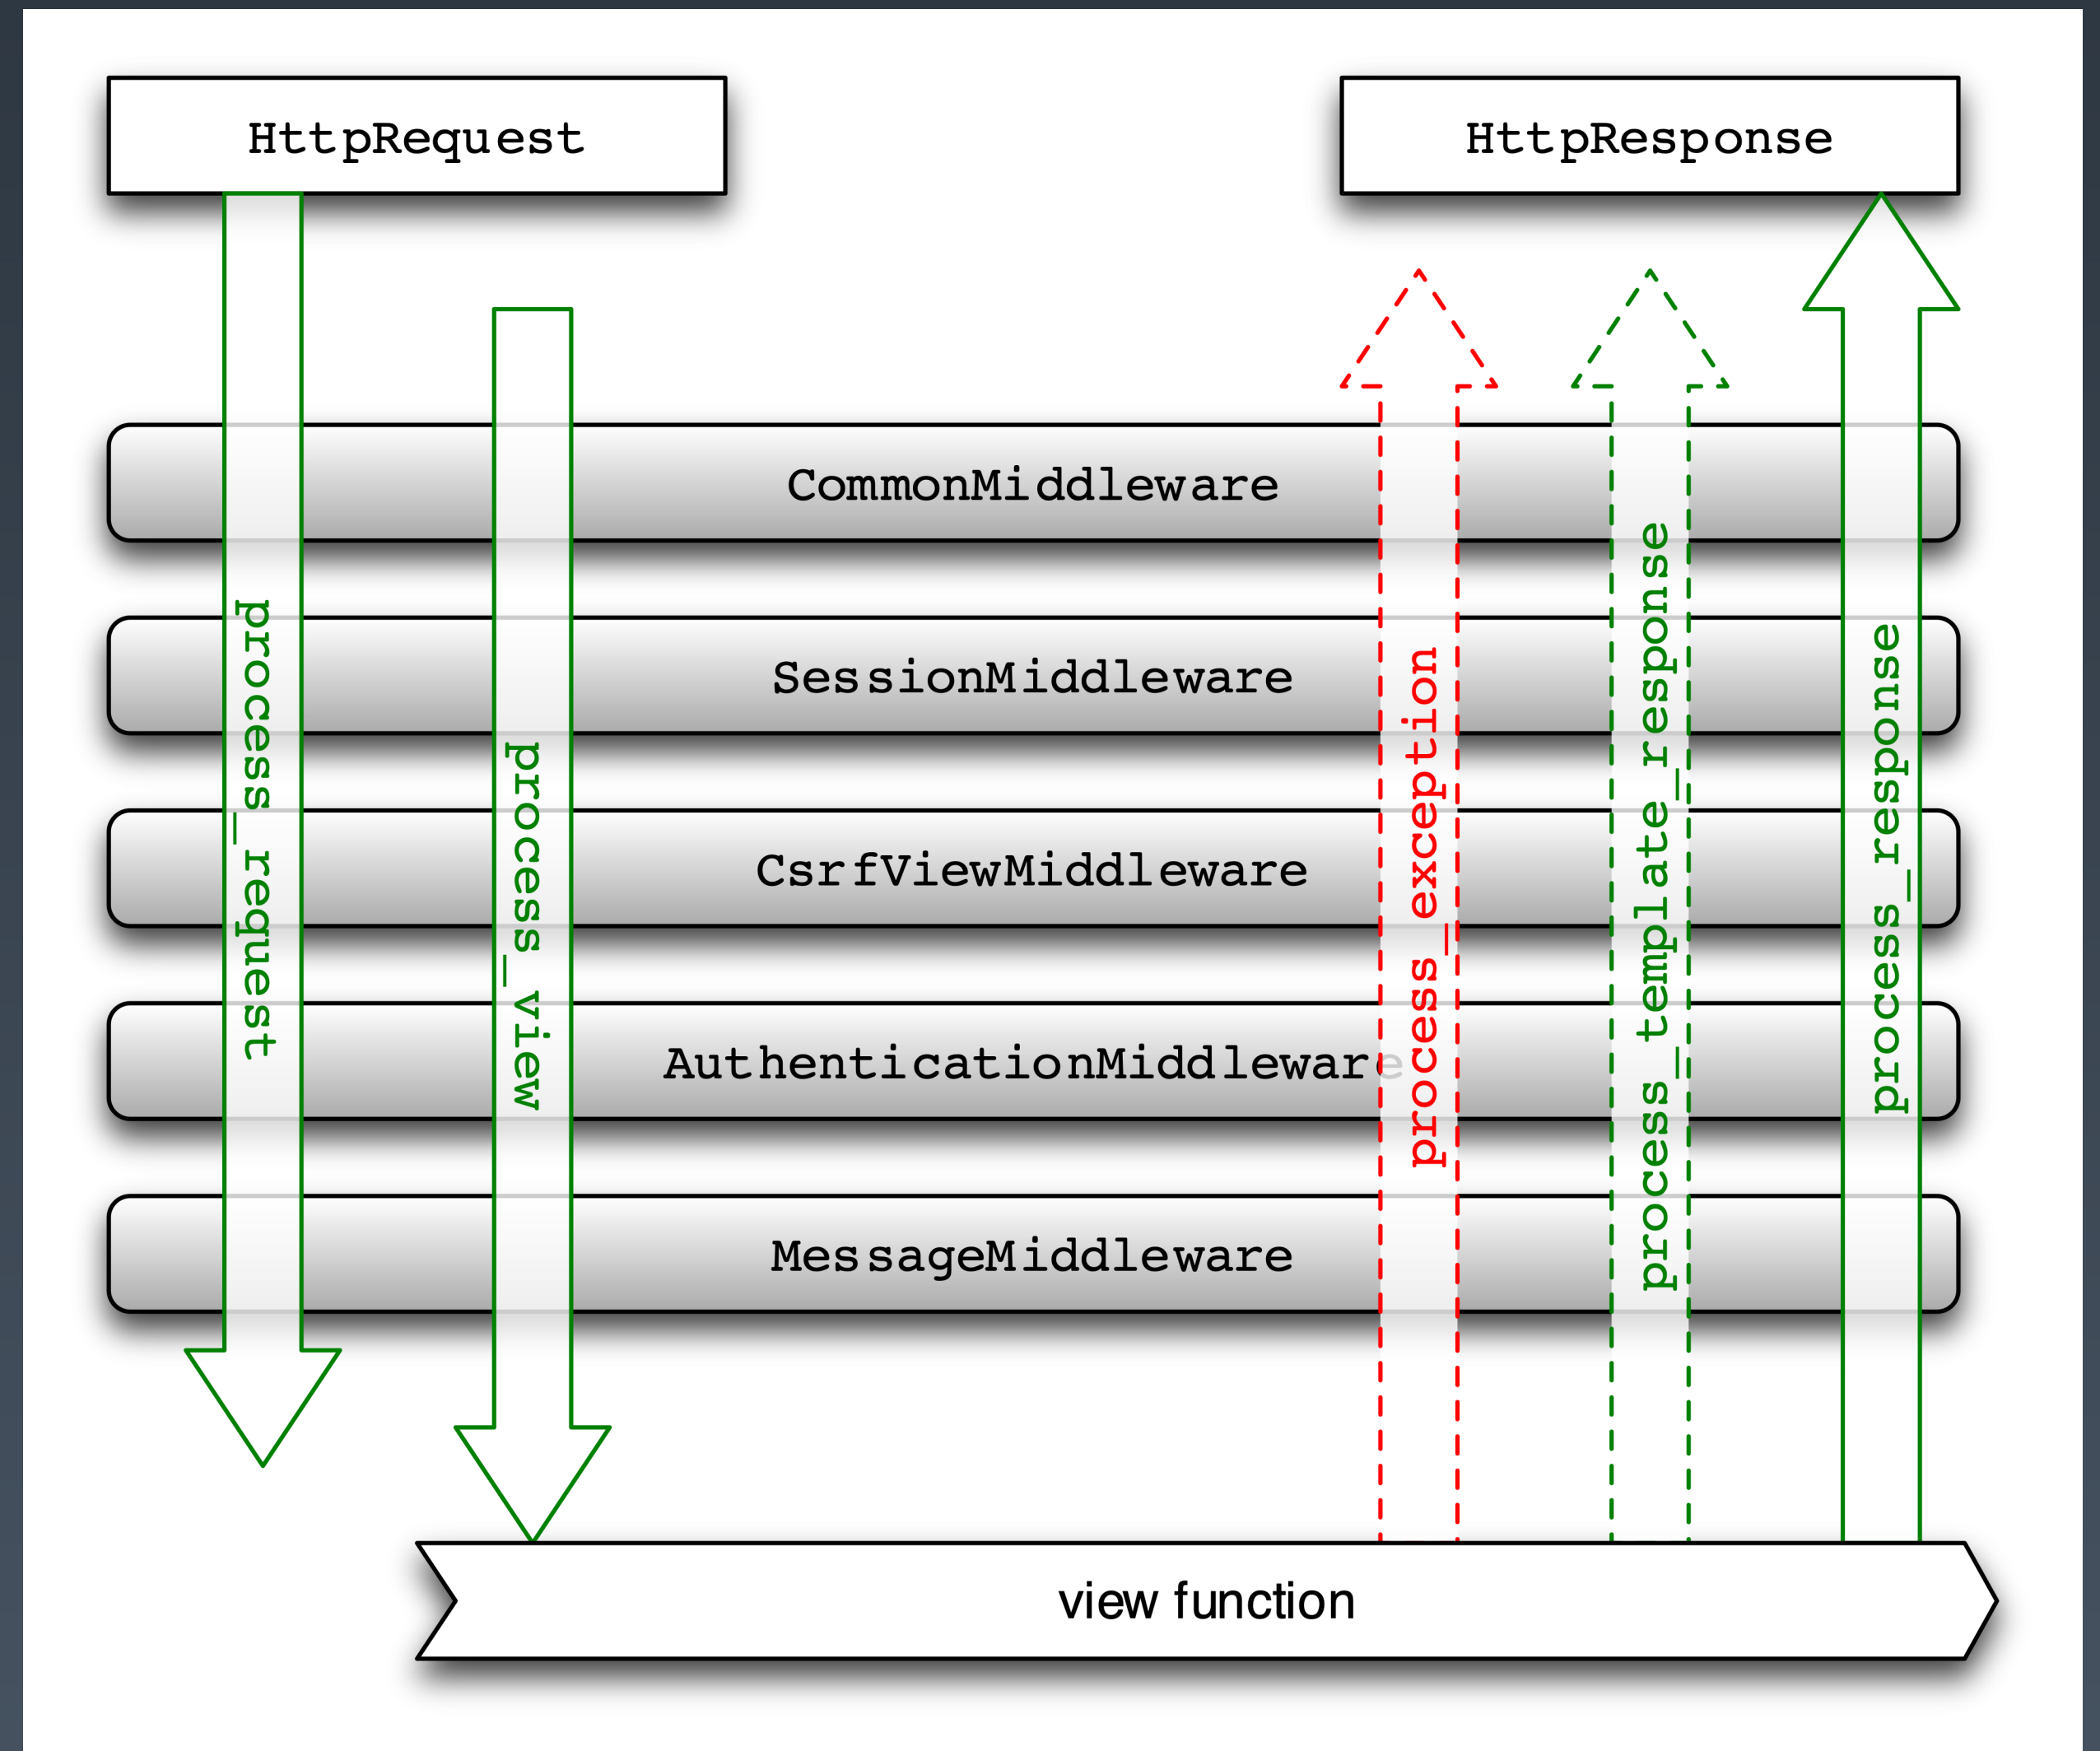 HttpRequest
HttpResponse
CommonMiddleware
SessionMiddleware
CsrfViewMiddleware
AuthenticationMiddleware
MessageMiddleware
process_request
process_view
process_exception
process_template_response
process_response
view function